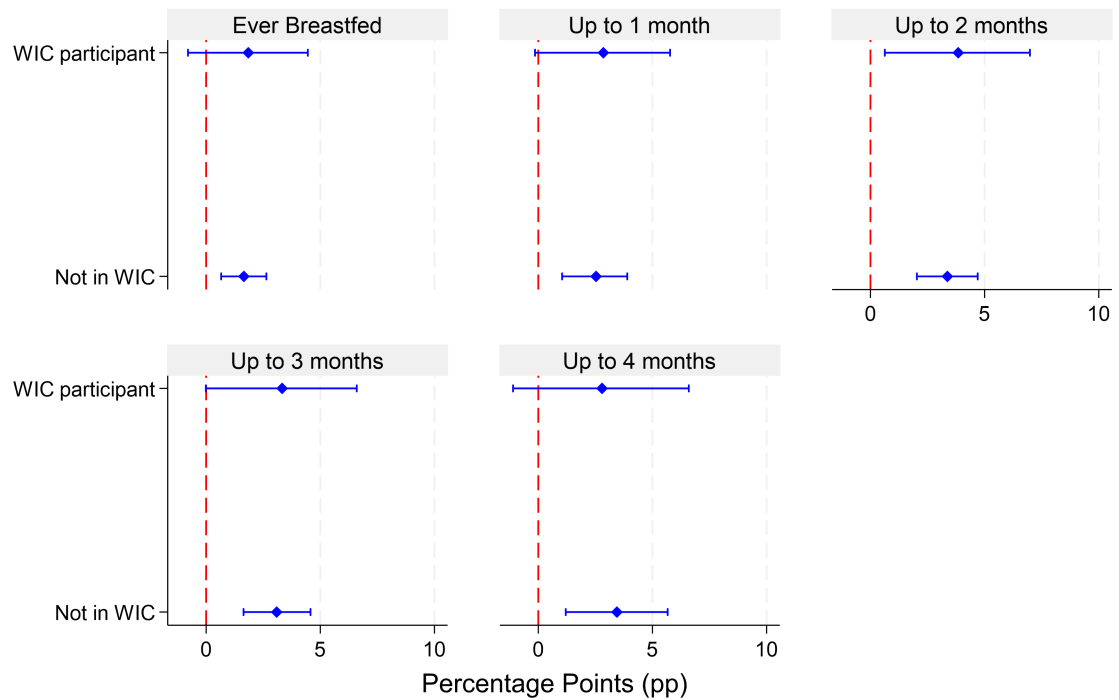 Ever Breastfed
Up to 1 month
Up to 2 months
WIC participant
Not in WIC
0 5 10
Up to 3 months
Up to 4 months
WIC participant
Not in WIC
0 5 10
0 5 10
Percentage Points (pp)